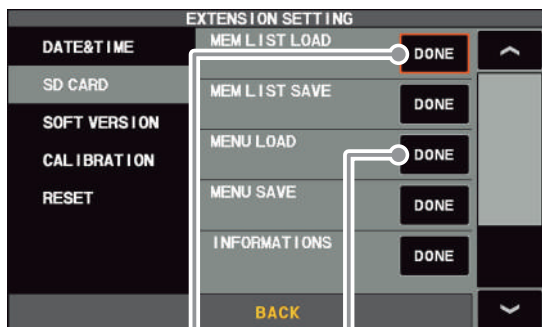 EXTENSION SETTING
DATE&TIME
SD CARD
SOFT VERSION
CALIBRATION
RESET
MEM LIST LOAD DONE
MEM LIST SAVE DONE
MENU LOAD DONE
MENU SAVE DONE
INFORMATIONS DONE
BACK